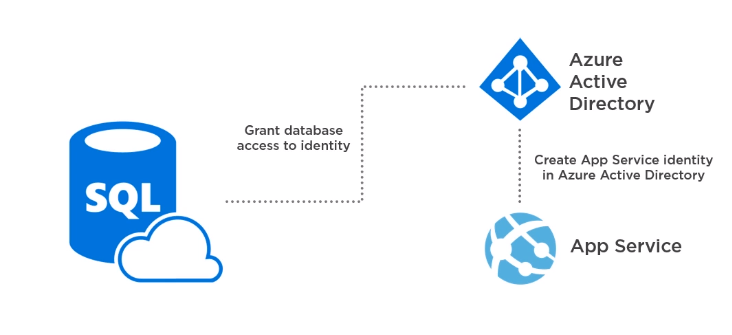 Azure
Active
Directory
Grant database
access to identity
Create App Service identity
in Azure Active Directory
SQL
App Service